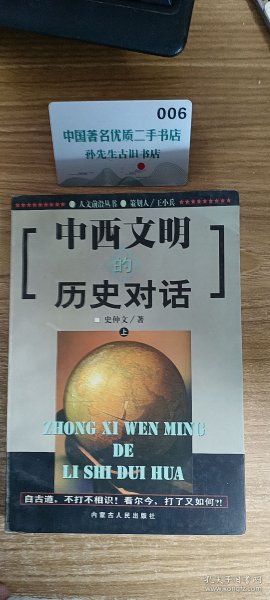 006
中国著名优质二手书店
孙先生古旧书店
人文前沿丛书 ● 策划人／王小兵
[中西文明
的
历史对话]
■ 史仲文／著
上
ZHONG XI WEN MING
DE
LI SHI DUI HUA
自古道，不打不相识！看尔今，打了又如何?!
内蒙古人民出版社